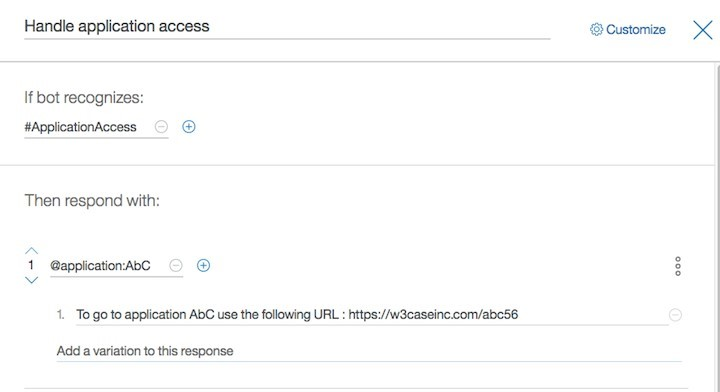 Handle application access
Customize
If bot recognizes:
#ApplicationAccess
Then respond with:
1 @application:AbC
1. To go to application AbC use the following URL : https://w3caseinc.com/abc56
Add a variation to this response